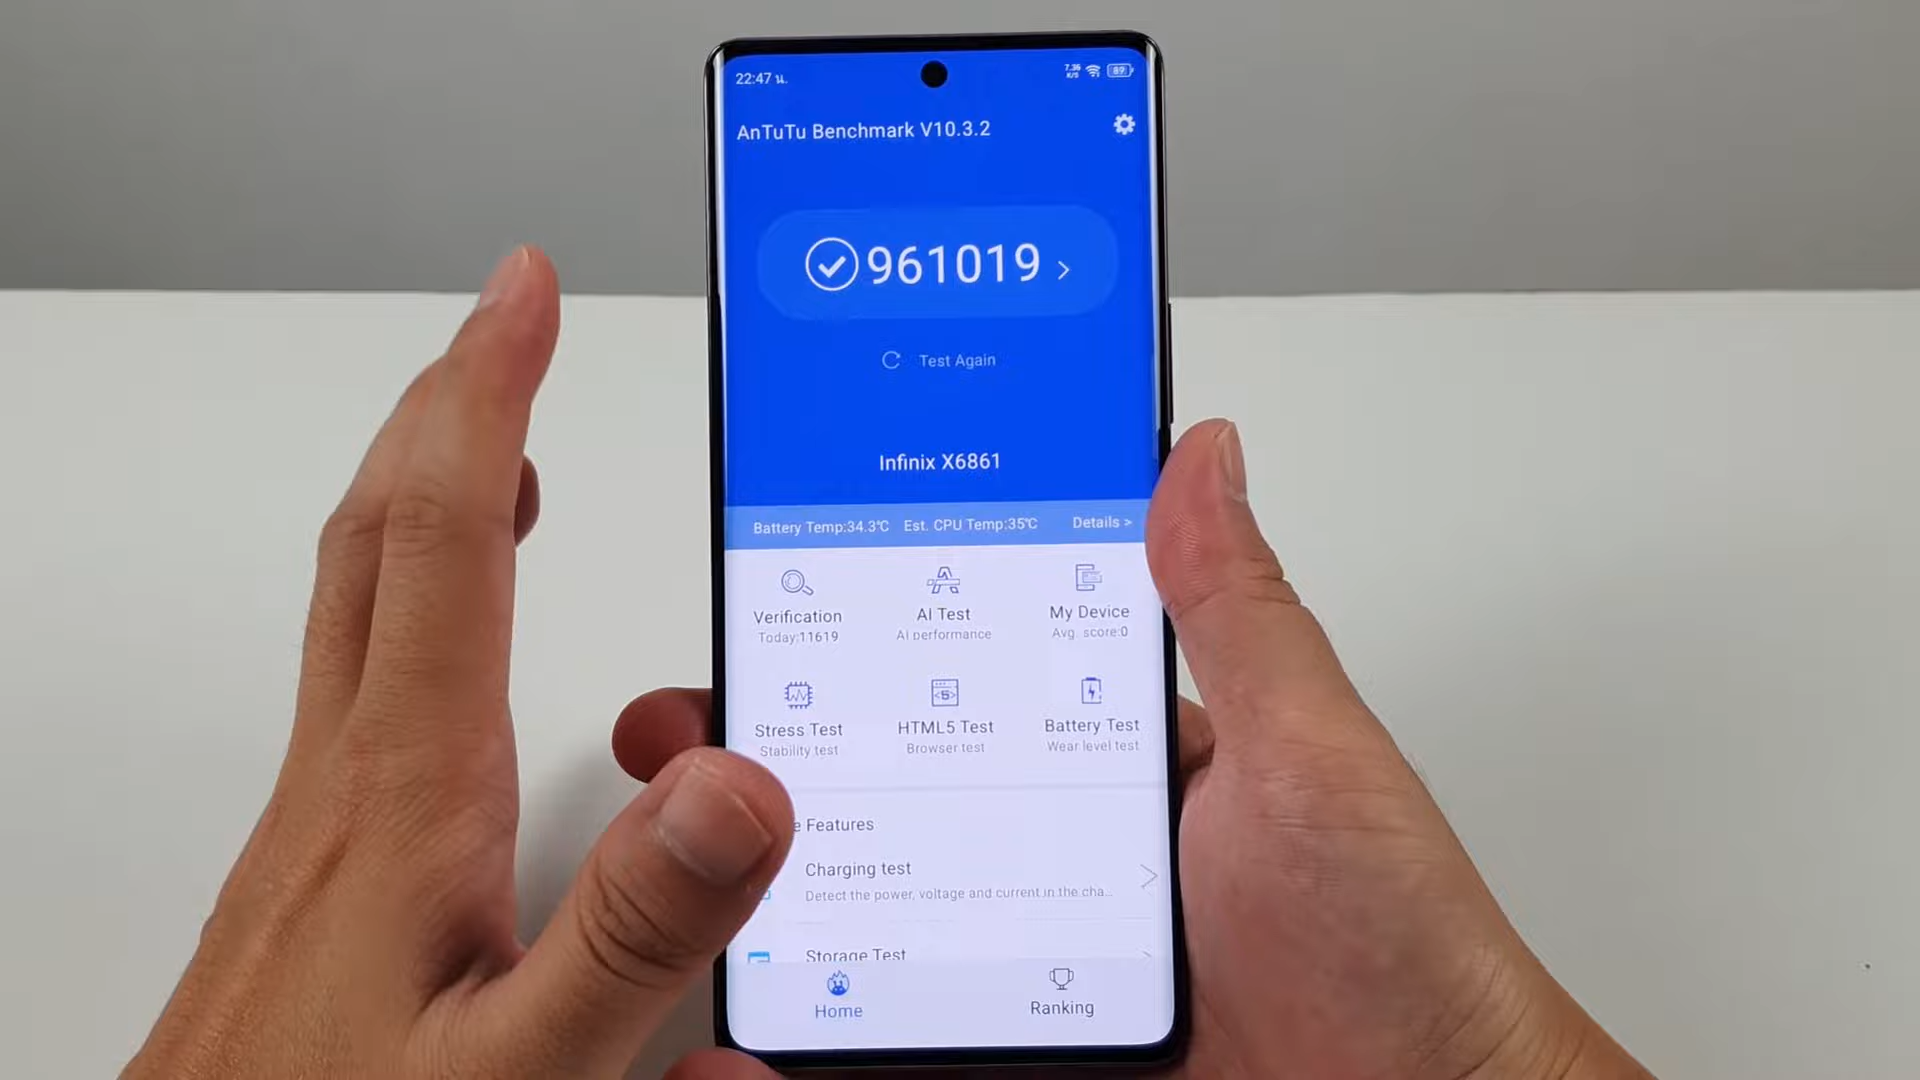 22:47 น.
7.36
K/S
89
AnTuTu Benchmark V10.3.2
961019
Test Again
Infinix X6861
Battery Temp:34.3℃ Est. CPU Temp:35℃ Details >
Verification
Today:11619
AI Test
AI performance
My Device
Avg. score:0
Stress Test
Stability test
HTML5 Test
Browser test
Battery Test
Wear level test
e Features
Charging test
Detect the power, voltage and current in the cha...
Storage Test
Home
Ranking